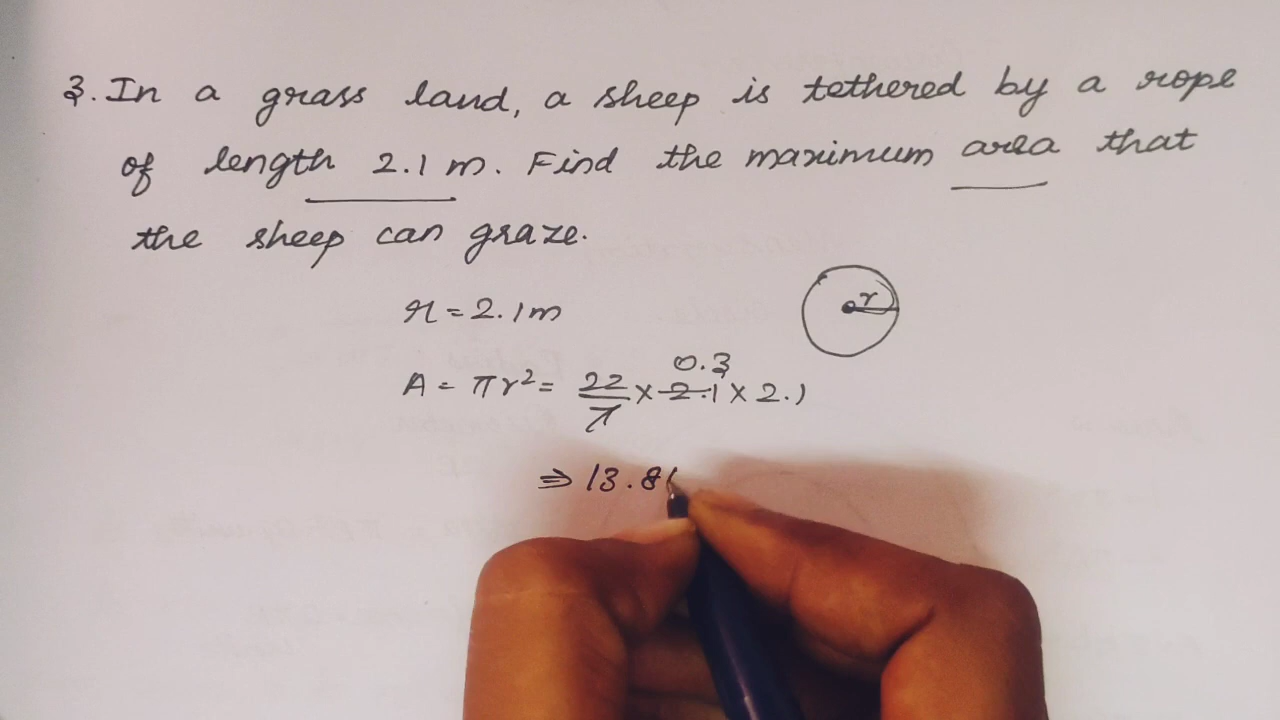 3. In a grass land, a sheep is tethered by a rope
of length 2.1 m. Find the maximum area that
the sheep can graze.
r = 2.1m
r
0.3
A = πr² = 22/7 × 2.1 × 2.1
⇒ 13.8